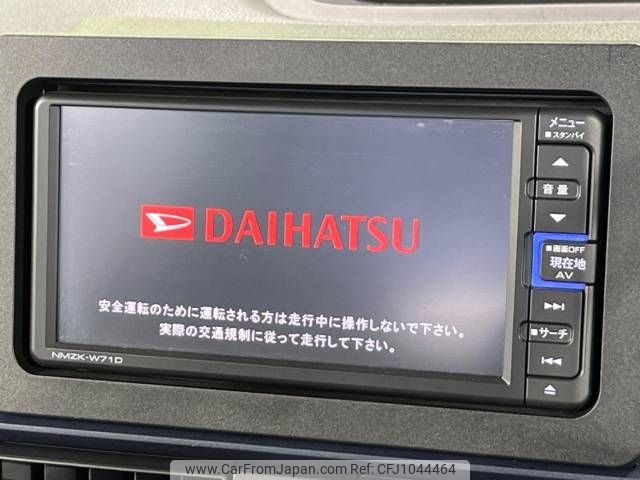 メニュー
■スタンバイ
音量
DAIHATSU
■画面OFF
現在地
AV
安全運転のために運転される方は走行中に操作しないで下さい。
実際の交通規制に従って走行して下さい。
■サーチ
NMZK-W71D
www.CarFromJapan.com CFJ1044464